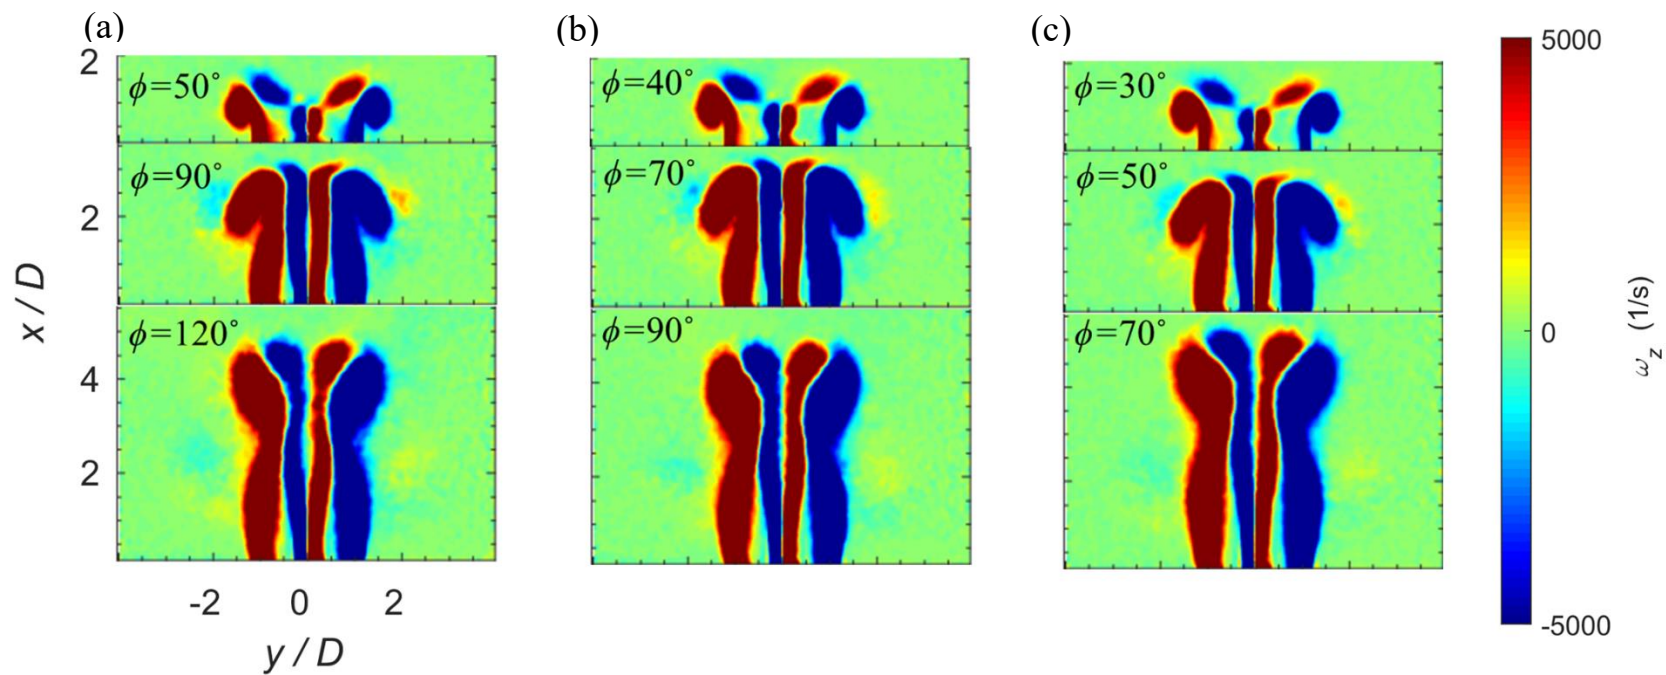 (a)
(b)
(c)
2
ϕ=50°
ϕ=40°
ϕ=30°
5000
ϕ=90°
ϕ=70°
ϕ=50°
2
x / D
ϕ=120°
ϕ=90°
ϕ=70°
0
ω_z (1/s)
4
2
-5000
-2 0 2
y / D